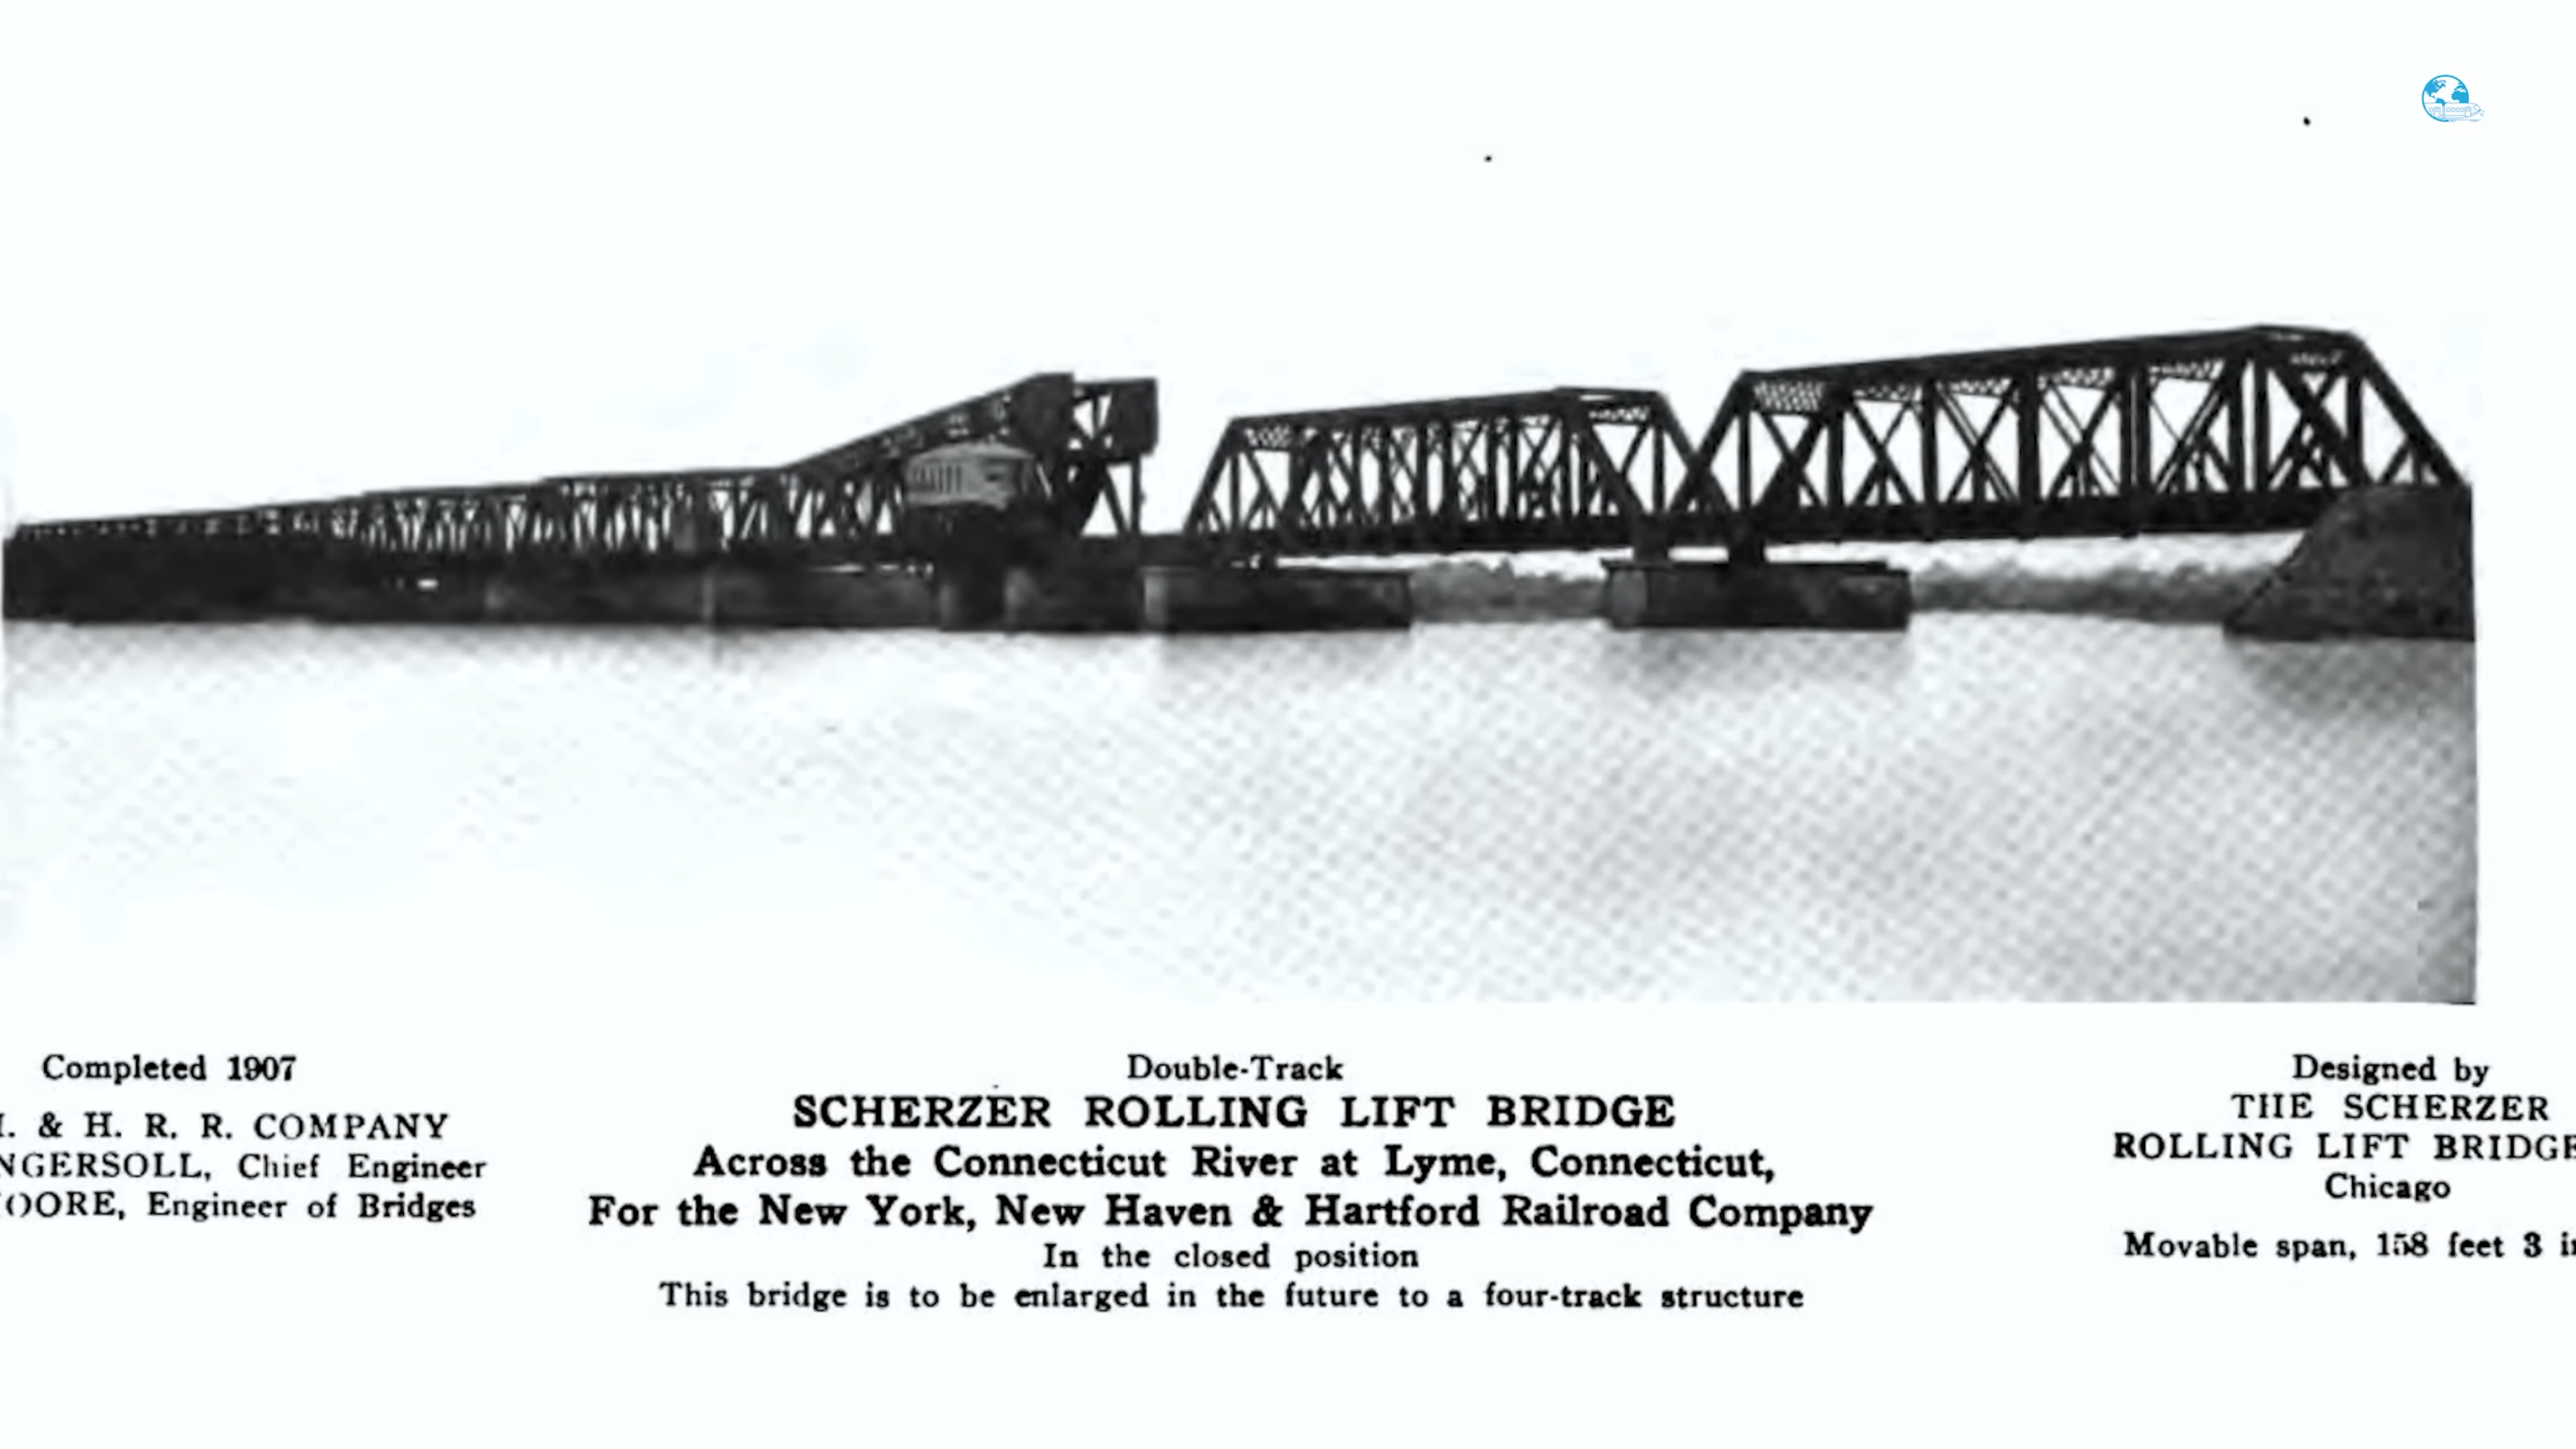 Completed 1907
& H. R. R. COMPANY
NGERSOLL, Chief Engineer
OORE, Engineer of Bridges
Double-Track
SCHERZER ROLLING LIFT BRIDGE
Across the Connecticut River at Lyme, Connecticut,
For the New York, New Haven & Hartford Railroad Company
In the closed position
This bridge is to be enlarged in the future to a four-track structure
Designed by
THE SCHERZER
ROLLING LIFT BRIDGE
Chicago
Movable span, 158 feet 3